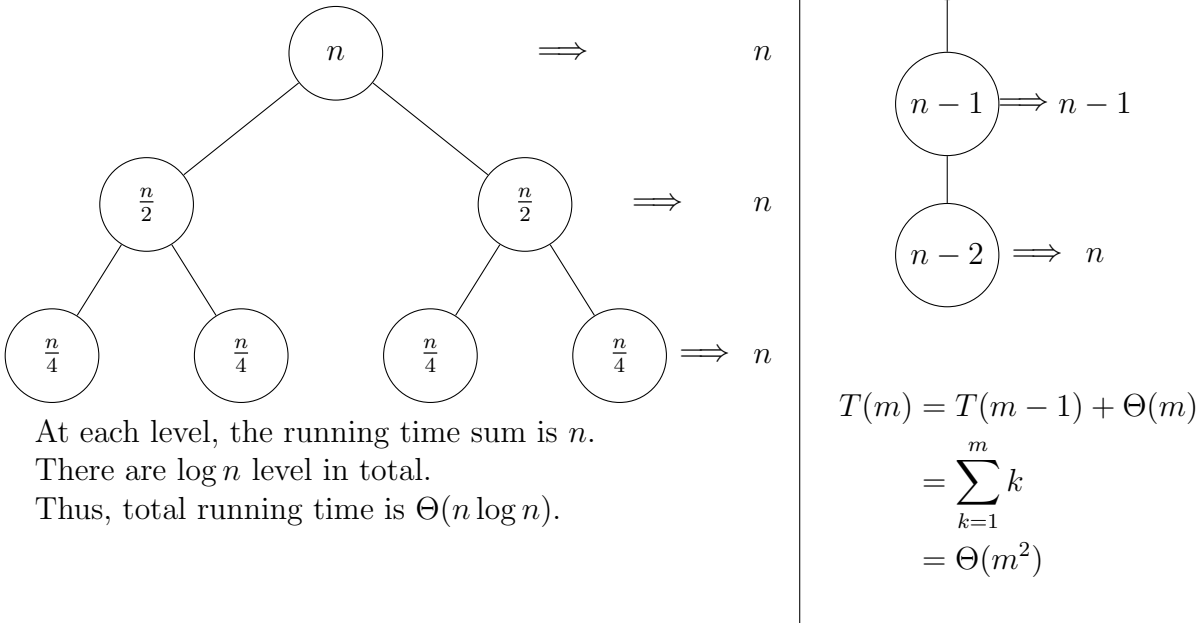 n ⟹ n
n/2 n/2 ⟹ n
n/4 n/4 n/4 n/4 ⟹ n
At each level, the running time sum is n.
There are log n level in total.
Thus, total running time is Θ(n log n).
n − 1 ⟹ n − 1
n − 2 ⟹ n
T(m) = T(m − 1) + Θ(m)
= ∑_{k=1}^{m} k
= Θ(m²)